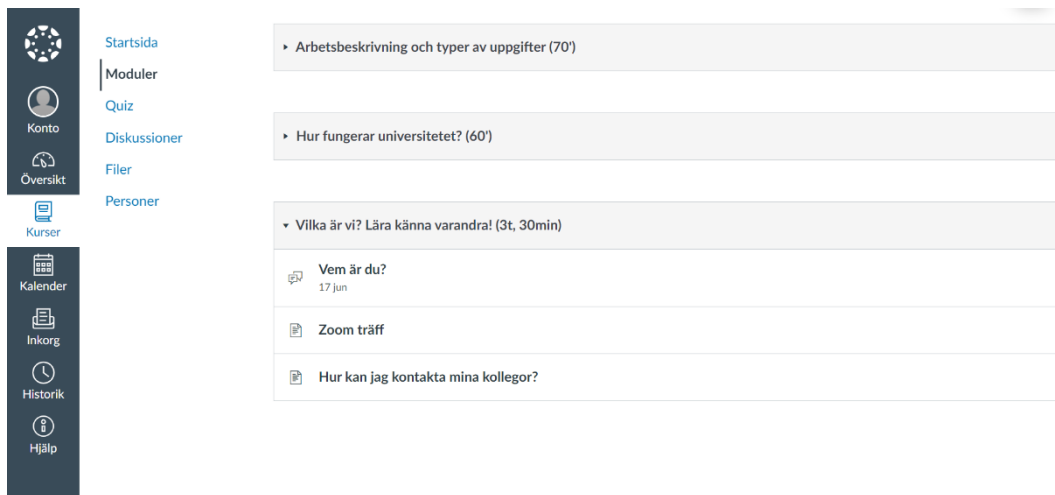 Konto
Översikt
Kurser
Kalender
Inkorg
Historik
Hjälp
Startsida
Moduler
Quiz
Diskussioner
Filer
Personer
Arbetsbeskrivning och typer av uppgifter (70')
Hur fungerar universitetet? (60')
Vilka är vi? Lära känna varandra! (3t, 30min)
Vem är du?
17 jun
Zoom träff
Hur kan jag kontakta mina kollegor?